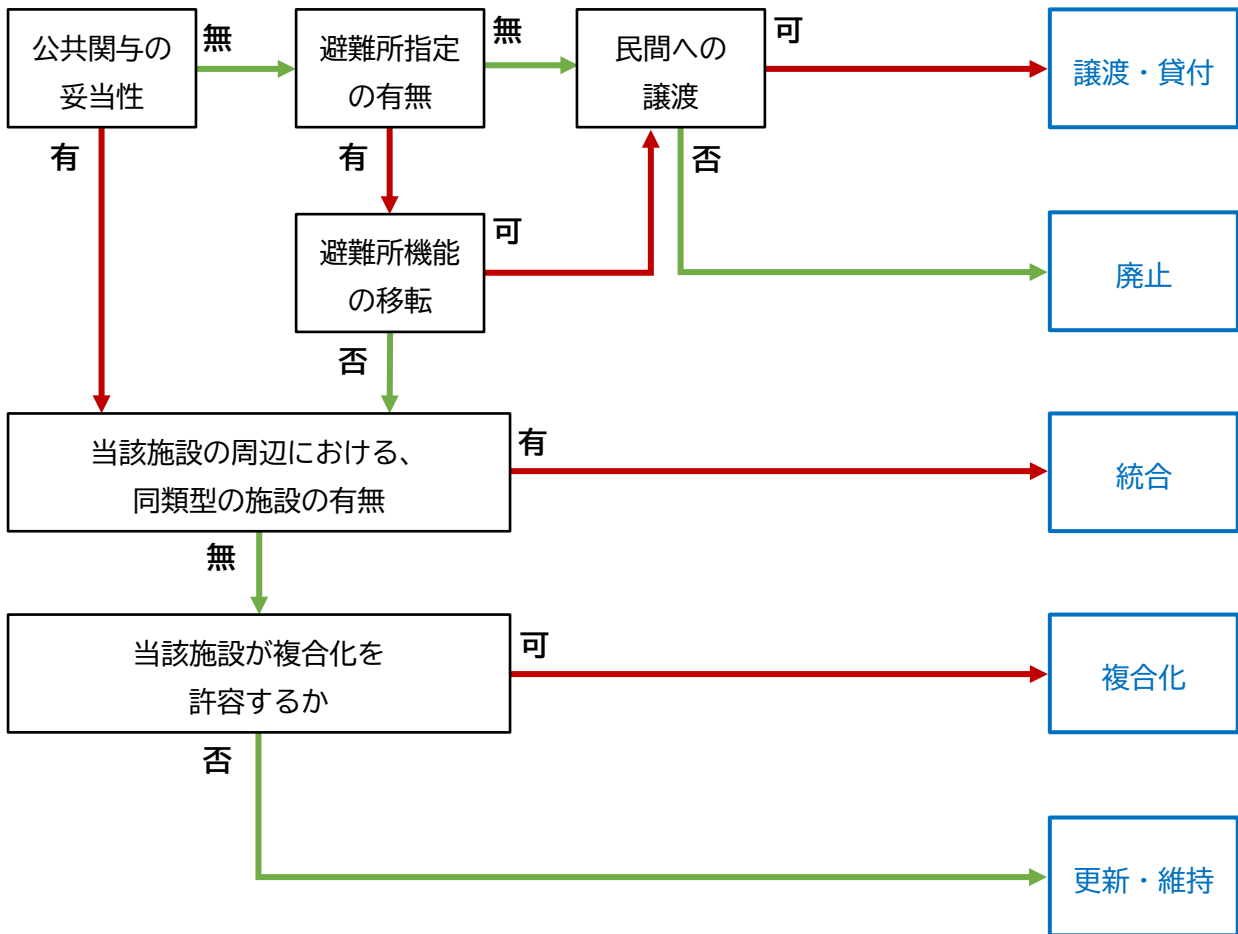 公共関与の
妥当性
無
避難所指定
の有無
無
民間への
譲渡
可
譲渡・貸付
有
有
否
避難所機能
の移転
可
廃止
否
当該施設の周辺における、
同類型の施設の有無
有
統合
無
当該施設が複合化を
許容するか
可
複合化
否
更新・維持